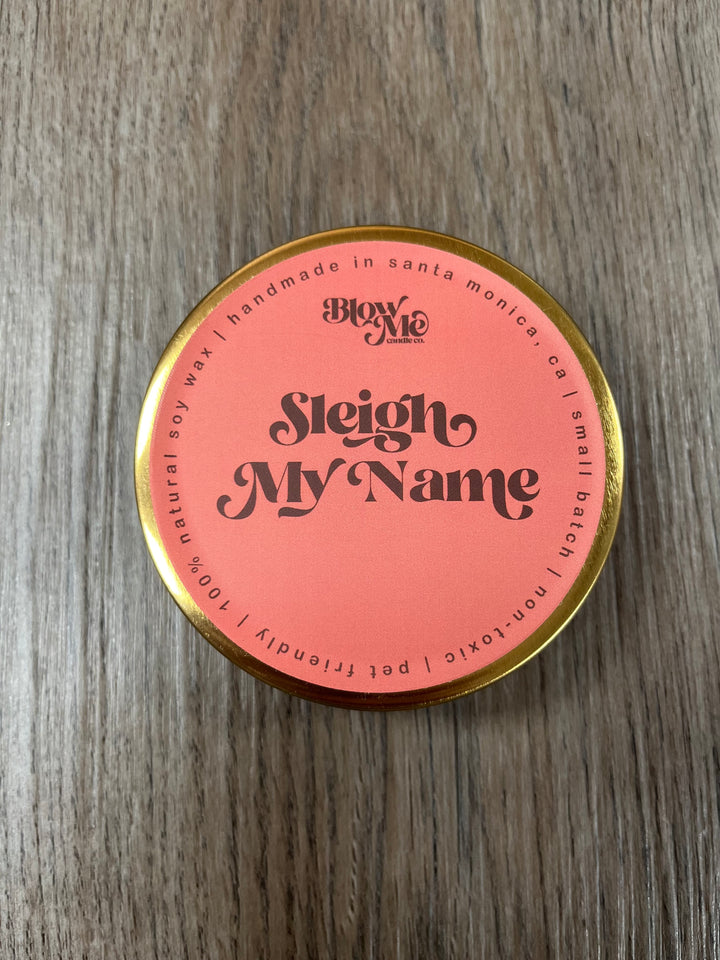 Blow
Me
candle co.
Sleigh
My Name
100% natural soy wax | handmade in santa monica, ca | small batch | non-toxic | pet friendly |